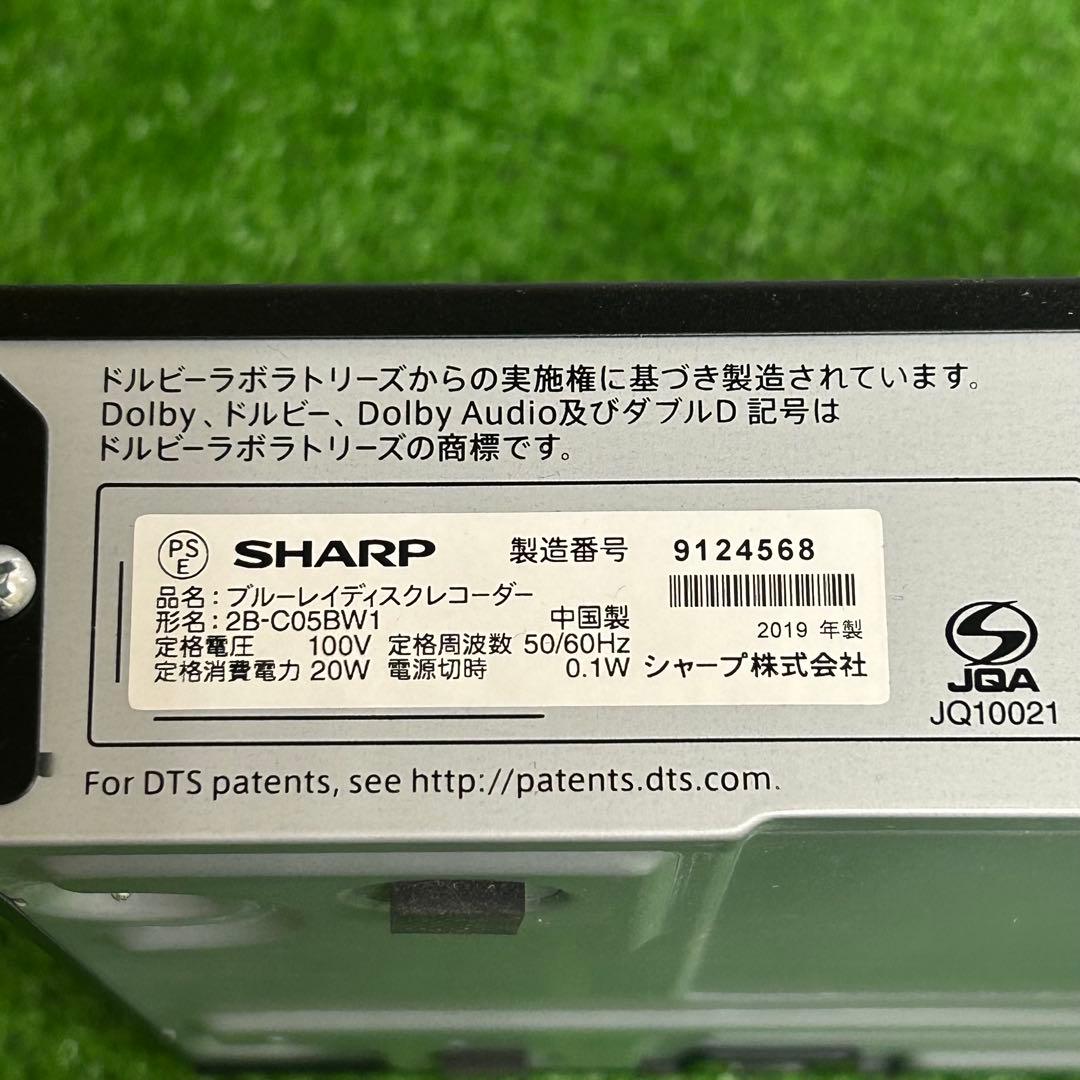 ドルビーラボラトリーズからの実施権に基づき製造されています。
Dolby、ドルビー、Dolby Audio及びダブルD 記号は
ドルビーラボラトリーズの商標です。
PS E SHARP 製造番号 9124568
品名:ブルーレイディスクレコーダー
形名:2B-C05BW1 中国製
2019 年製
定格電圧 100V 定格周波数 50/60Hz
定格消費電力 20W 電源切時 0.1W シャープ株式会社
JQA
JQ10021
For DTS patents, see http://patents.dts.com.